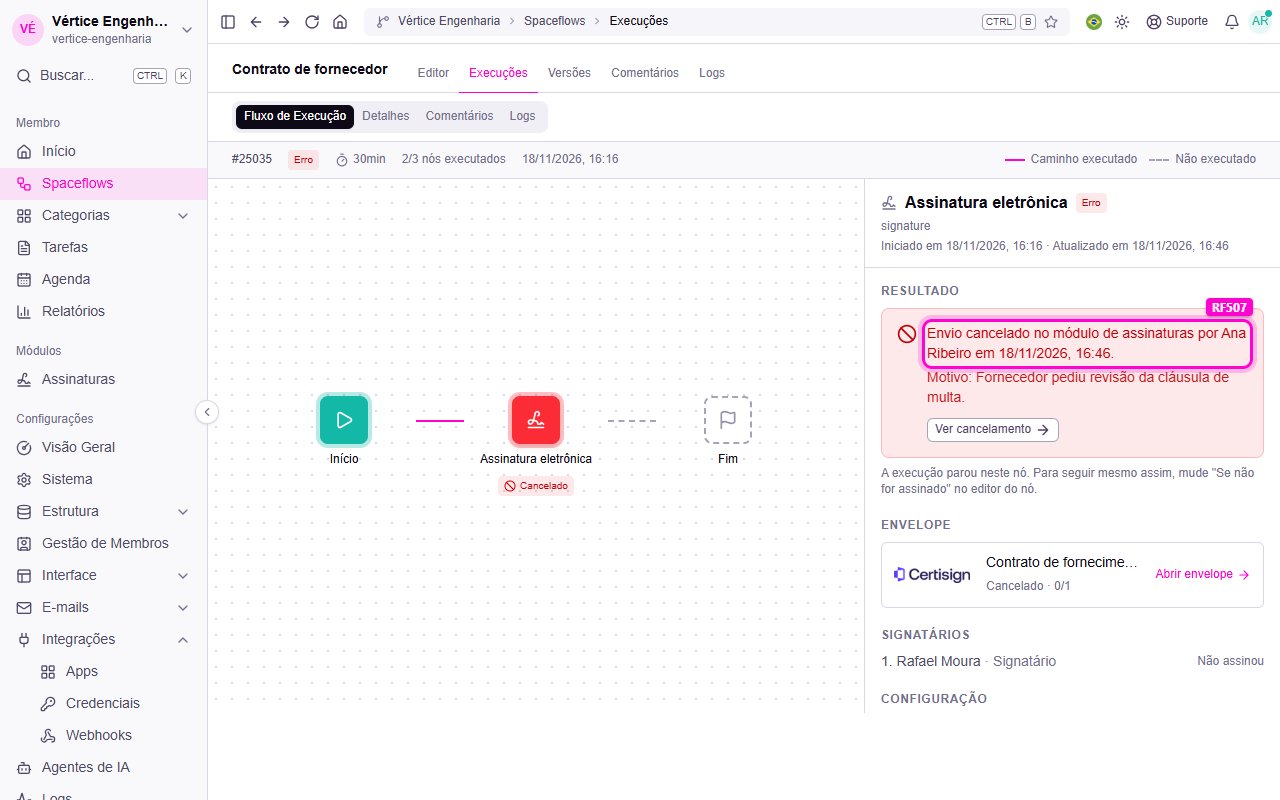 VÉ
Vértice Engenh...
vertice-engenharia
Buscar...
CTRL
K
Membro
Início
Spaceflows
Categorias
Tarefas
Agenda
Relatórios
Módulos
Assinaturas
Configurações
Visão Geral
Sistema
Estrutura
Gestão de Membros
Interface
E-mails
Integrações
Apps
Credenciais
Webhooks
Agentes de IA
Logs
Vértice Engenharia
Spaceflows
Execuções
CTRL
B
Suporte
AR
Contrato de fornecedor
Editor
Execuções
Versões
Comentários
Logs
Fluxo de Execução
Detalhes
Comentários
Logs
#25035
Erro
30min
2/3 nós executados
18/11/2026, 16:16
Caminho executado
Não executado
Início
Assinatura eletrônica
Cancelado
Fim
Assinatura eletrônica
Erro
signature
Iniciado em 18/11/2026, 16:16 · Atualizado em 18/11/2026, 16:46
RESULTADO
RF507
Envio cancelado no módulo de assinaturas por Ana
Ribeiro em 18/11/2026, 16:46.
Motivo: Fornecedor pediu revisão da cláusula de
multa.
Ver cancelamento
A execução parou neste nó. Para seguir mesmo assim, mude "Se não
for assinado" no editor do nó.
ENVELOPE
Certisign
Contrato de fornecime...
Cancelado · 0/1
Abrir envelope
SIGNATÁRIOS
1. Rafael Moura · Signatário
Não assinou
CONFIGURAÇÃO